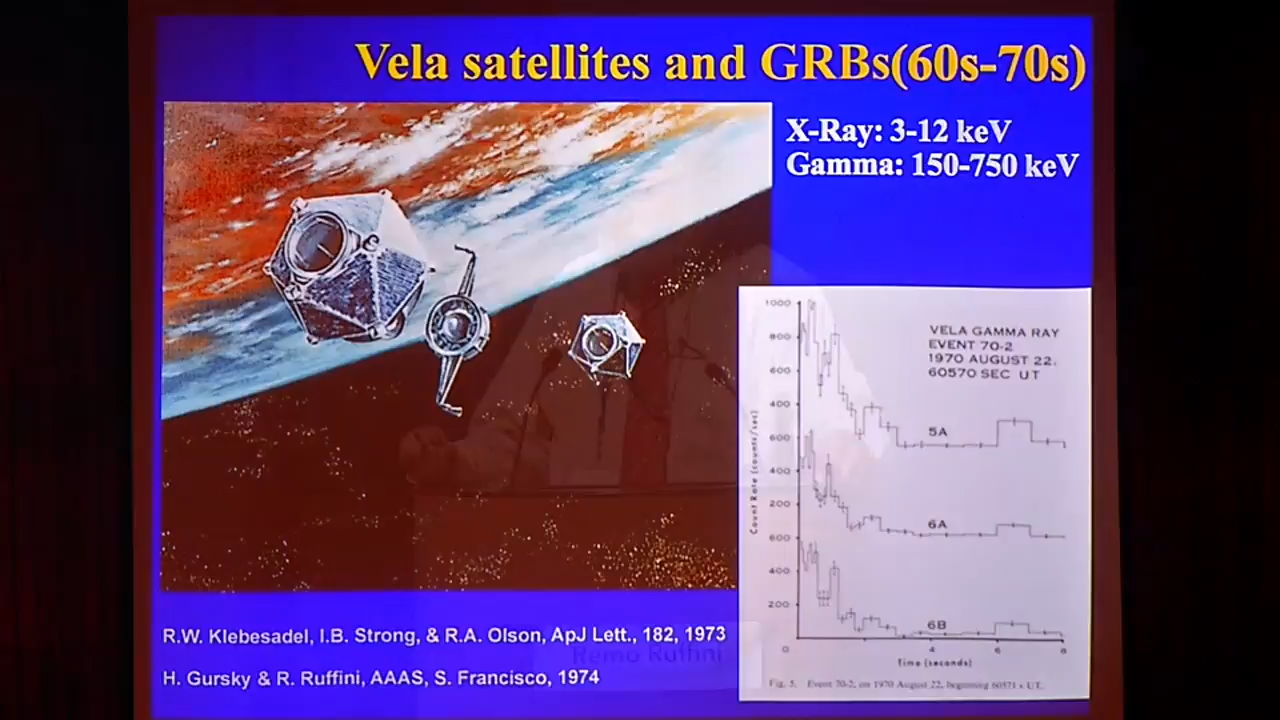 Vela satellites and GRBs(60s-70s)
X-Ray: 3-12 keV
Gamma: 150-750 keV
VELA GAMMA RAY
EVENT 70-2
1970 AUGUST 22,
60570 SEC UT
1000
800
600
400
5A
600
400
200
6A
600
400
200
6B
0
4
6
8
Count Rate (counts/sec)
Time (seconds)
Fig. 5. Event 70-2, on 1970 August 22, beginning 60571 s UT.
R.W. Klebesadel, I.B. Strong, & R.A. Olson, ApJ Lett., 182, 1973
Remo Ruffini
H. Gursky & R. Ruffini, AAAS, S. Francisco, 1974